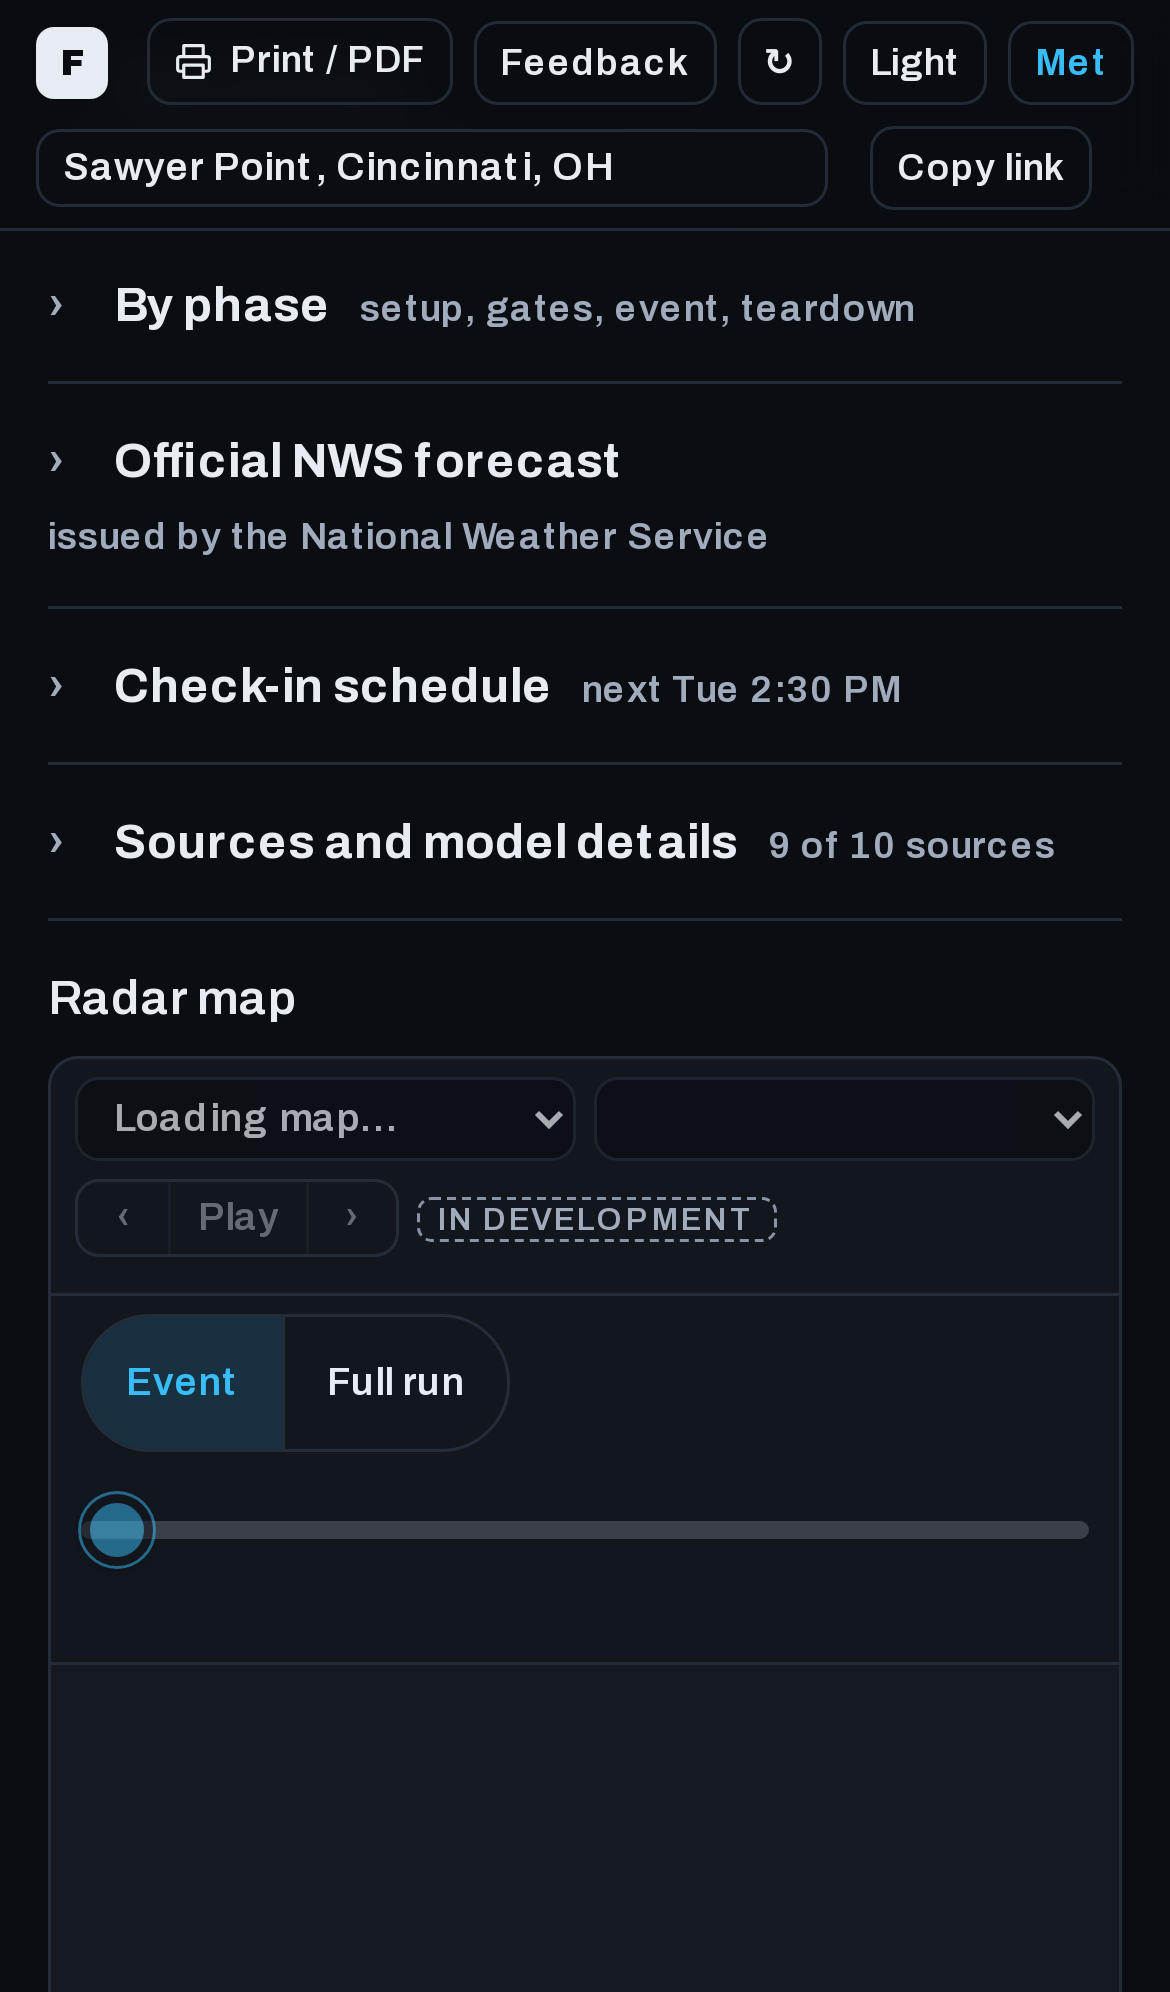 F Print / PDF Feedback ↻ Light Met
Sawyer Point, Cincinnati, OH Copy link
› By phase setup, gates, event, teardown
› Official NWS forecast
issued by the National Weather Service
› Check-in schedule next Tue 2:30 PM
› Sources and model details 9 of 10 sources
Radar map
Loading map...
‹ Play › IN DEVELOPMENT
Event Full run